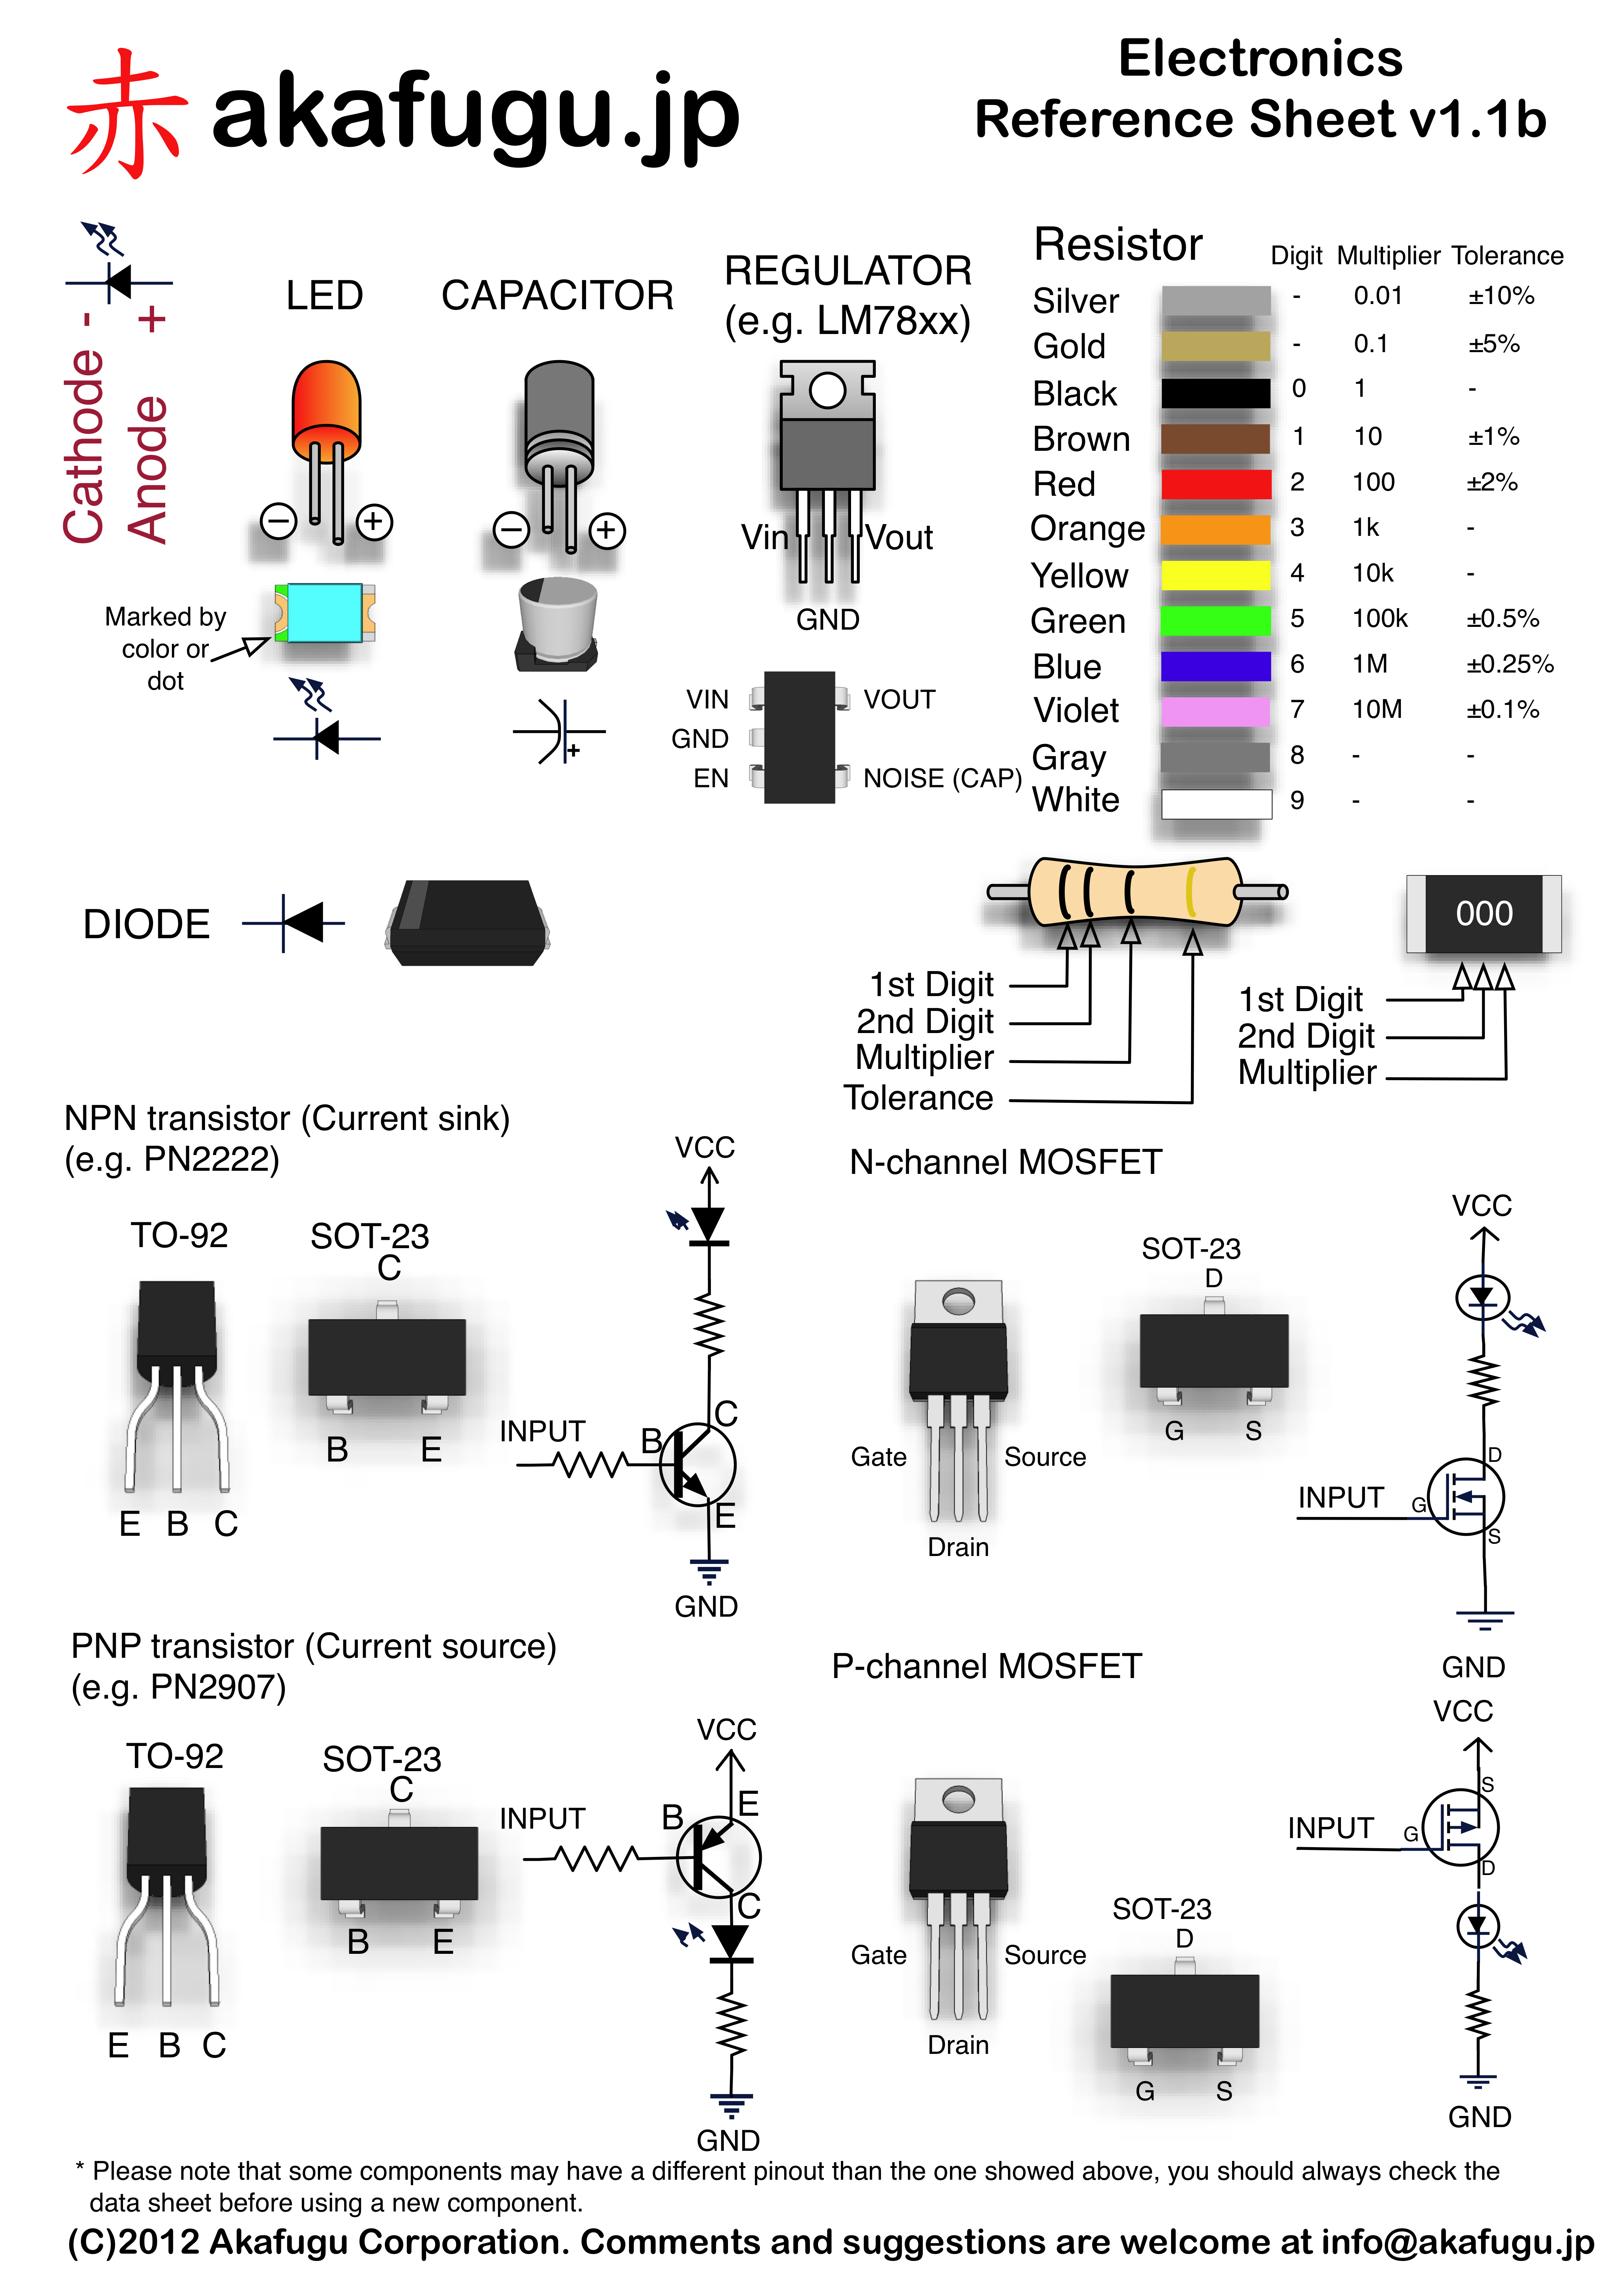 赤 akafugu.jp
Electronics
Reference Sheet v1.1b
Cathode -
Anode +
LED
Marked by
color or
dot
CAPACITOR
+
REGULATOR
(e.g. LM78xx)
Vin
Vout
GND
VIN
GND
EN
VOUT
NOISE (CAP)
Resistor Digit Multiplier Tolerance
Silver - 0.01 ±10%
Gold - 0.1 ±5%
Black 0 1 -
Brown 1 10 ±1%
Red 2 100 ±2%
Orange 3 1k -
Yellow 4 10k -
Green 5 100k ±0.5%
Blue 6 1M ±0.25%
Violet 7 10M ±0.1%
Gray 8 - -
White 9 - -
DIODE
1st Digit
2nd Digit
Multiplier
Tolerance
000
1st Digit
2nd Digit
Multiplier
NPN transistor (Current sink)
(e.g. PN2222)
TO-92
E B C
SOT-23
C
B E
VCC
INPUT
B
C
E
GND
N-channel MOSFET
Gate
Source
Drain
SOT-23
D
G S
VCC
INPUT
G
D
S
GND
PNP transistor (Current source)
(e.g. PN2907)
TO-92
E B C
SOT-23
C
B E
VCC
INPUT
B
E
C
GND
P-channel MOSFET
Gate
Source
Drain
SOT-23
D
G S
VCC
INPUT
G
S
D
GND
* Please note that some components may have a different pinout than the one showed above, you should always check the
data sheet before using a new component.
(C)2012 Akafugu Corporation. Comments and suggestions are welcome at info@akafugu.jp